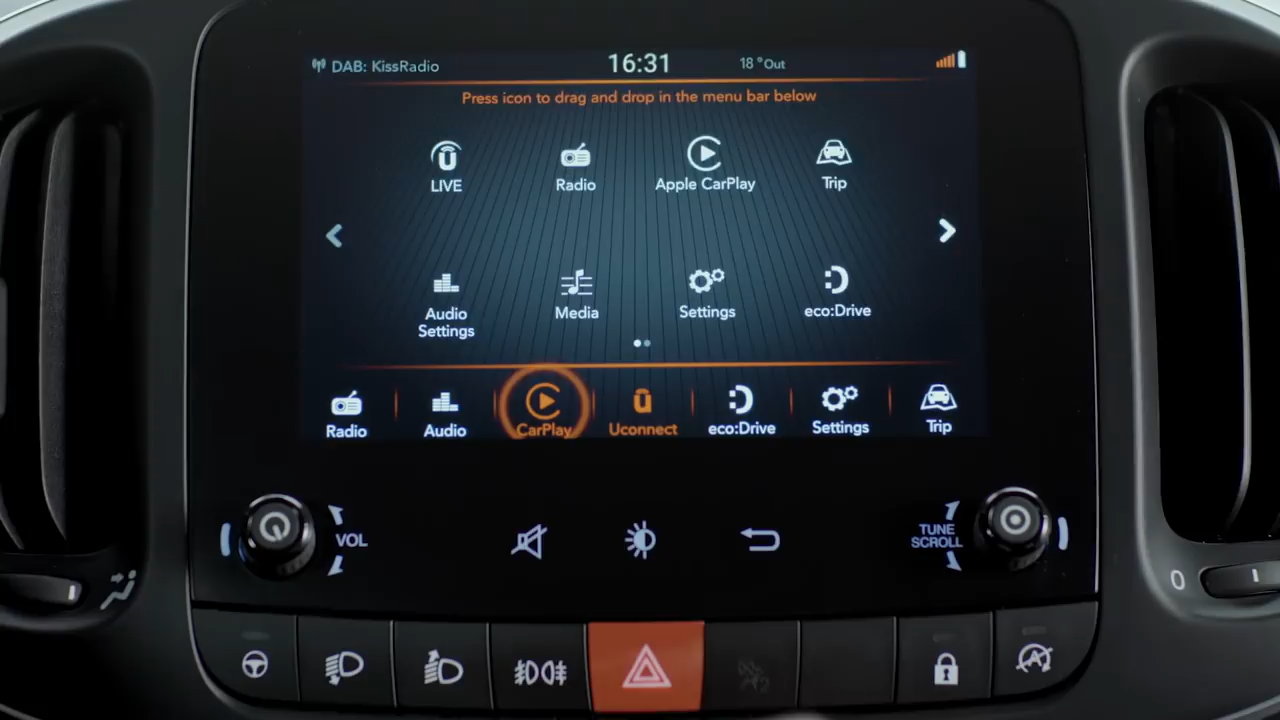 DAB: KissRadio
16:31
18 °Out
Press icon to drag and drop in the menu bar below
LIVE
Radio
Apple CarPlay
Trip
Audio
Settings
Media
Settings
eco:Drive
Radio
Audio
CarPlay
Uconnect
eco:Drive
Settings
Trip
VOL
TUNE
SCROLL
0